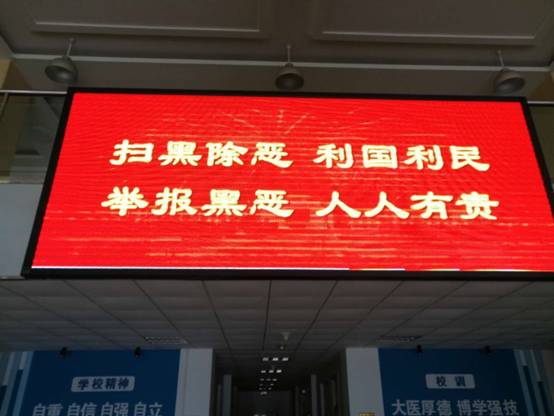 扫黑除恶 利国利民
举报黑恶 人人有责
学校精神
自重 自信 自强 自立
校训
大医厚德 博学强技